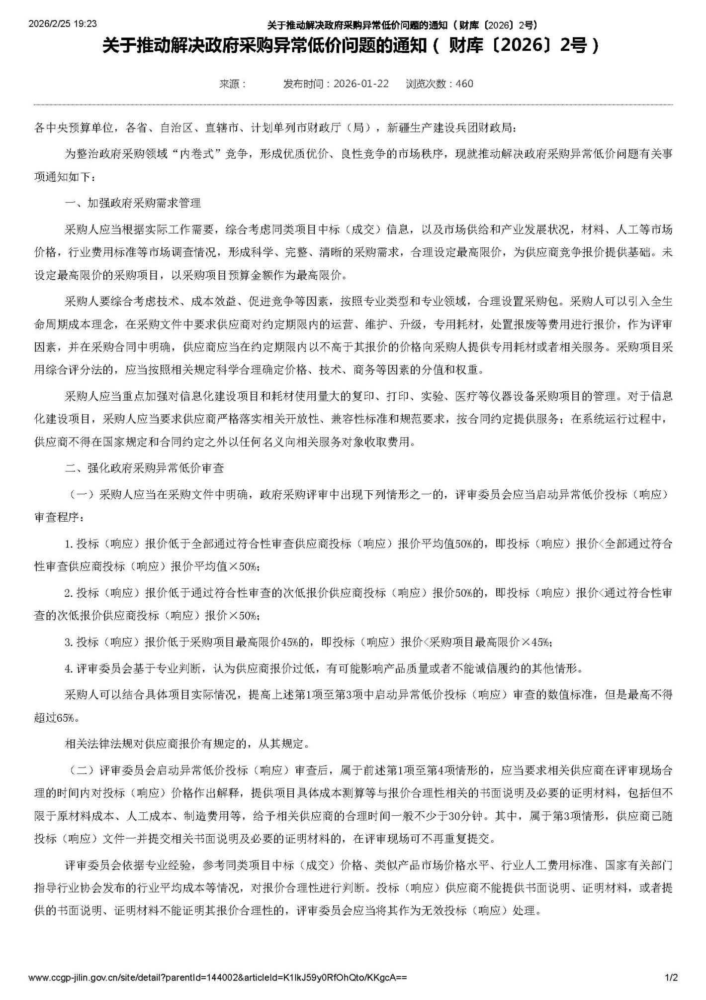 2026/2/25 19:23
关于推动解决政府采购异常低价问题的通知（财库〔2026〕2号）
关于推动解决政府采购异常低价问题的通知（ 财库〔2026〕2号）
来源： 发布时间：2026-01-22 浏览次数：460
各中央预算单位，各省、自治区、直辖市、计划单列市财政厅（局），新疆生产建设兵团财政局：
为整治政府采购领域“内卷式”竞争，形成优质优价、良性竞争的市场秩序，现就推动解决政府采购异常低价问题有关事
项通知如下：
一、加强政府采购需求管理
采购人应当根据实际工作需要，综合考虑同类项目中标（成交）信息，以及市场供给和产业发展状况，材料、人工等市场
价格，行业费用标准等市场调查情况，形成科学、完整、清晰的采购需求，合理设定最高限价，为供应商竞争报价提供基础。未
设定最高限价的采购项目，以采购项目预算金额作为最高限价。
采购人要综合考虑技术、成本效益、促进竞争等因素，按照专业类型和专业领域，合理设置采购包。采购人可以引入全生
命周期成本理念，在采购文件中要求供应商对约定期限内的运营、维护、升级，专用耗材，处置报废等费用进行报价，作为评审
因素，并在采购合同中明确，供应商应当在约定期限内以不高于其报价的价格向采购人提供专用耗材或者相关服务。采购项目采
用综合评分法的，应当按照相关规定科学合理确定价格、技术、商务等因素的分值和权重。
采购人应当重点加强对信息化建设项目和耗材使用量大的复印、打印、实验、医疗等仪器设备采购项目的管理。对于信息
化建设项目，采购人应当要求供应商严格落实相关开放性、兼容性标准和规范要求，按合同约定提供服务；在系统运行过程中，
供应商不得在国家规定和合同约定之外以任何名义向相关服务对象收取费用。
二、强化政府采购异常低价审查
（一）采购人应当在采购文件中明确，政府采购评审中出现下列情形之一的，评审委员会应当启动异常低价投标（响应）
审查程序：
1.投标（响应）报价低于全部通过符合性审查供应商投标（响应）报价平均值50%的，即投标（响应）报价<全部通过符合
性审查供应商投标（响应）报价平均值×50%；
2.投标（响应）报价低于通过符合性审查的次低报价供应商投标（响应）报价50%的，即投标（响应）报价<通过符合性审
查的次低报价供应商投标（响应）报价×50%；
3.投标（响应）报价低于采购项目最高限价45%的，即投标（响应）报价<采购项目最高限价×45%；
4.评审委员会基于专业判断，认为供应商报价过低，有可能影响产品质量或者不能诚信履约的其他情形。
采购人可以结合具体项目实际情况，提高上述第1项至第3项中启动异常低价投标（响应）审查的数值标准，但是最高不得
超过65%。
相关法律法规对供应商报价有规定的，从其规定。
（二）评审委员会启动异常低价投标（响应）审查后，属于前述第1项至第4项情形的，应当要求相关供应商在评审现场合
理的时间内对投标（响应）价格作出解释，提供项目具体成本测算等与报价合理性相关的书面说明及必要的证明材料，包括但不
限于原材料成本、人工成本、制造费用等，给予相关供应商的合理时间一般不少于30分钟。其中，属于第3项情形，供应商已随
投标（响应）文件一并提交相关书面说明及必要的证明材料的，在评审现场可不再重复提交。
评审委员会依据专业经验，参考同类项目中标（成交）价格、类似产品市场价格水平、行业人工费用标准、国家有关部门
指导行业协会发布的行业平均成本等情况，对报价合理性进行判断。投标（响应）供应商不能提供书面说明、证明材料，或者提
供的书面说明、证明材料不能证明其报价合理性的，评审委员会应当将其作为无效投标（响应）处理。
www.ccgp-jilin.gov.cn/site/detail?parentId=144002&articleId=K1lkJ59y0RfOhQto/KKgcA==
1/2